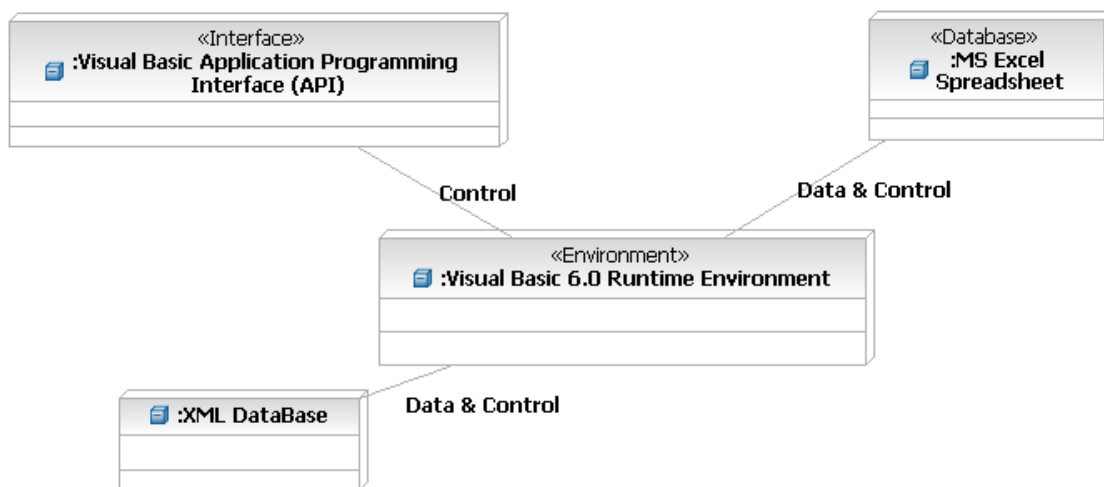 «Interface»
:Visual Basic Application Programming
Interface (API)
«Database»
:MS Excel
Spreadsheet
Control
Data & Control
«Environment»
:Visual Basic 6.0 Runtime Environment
:XML DataBase
Data & Control